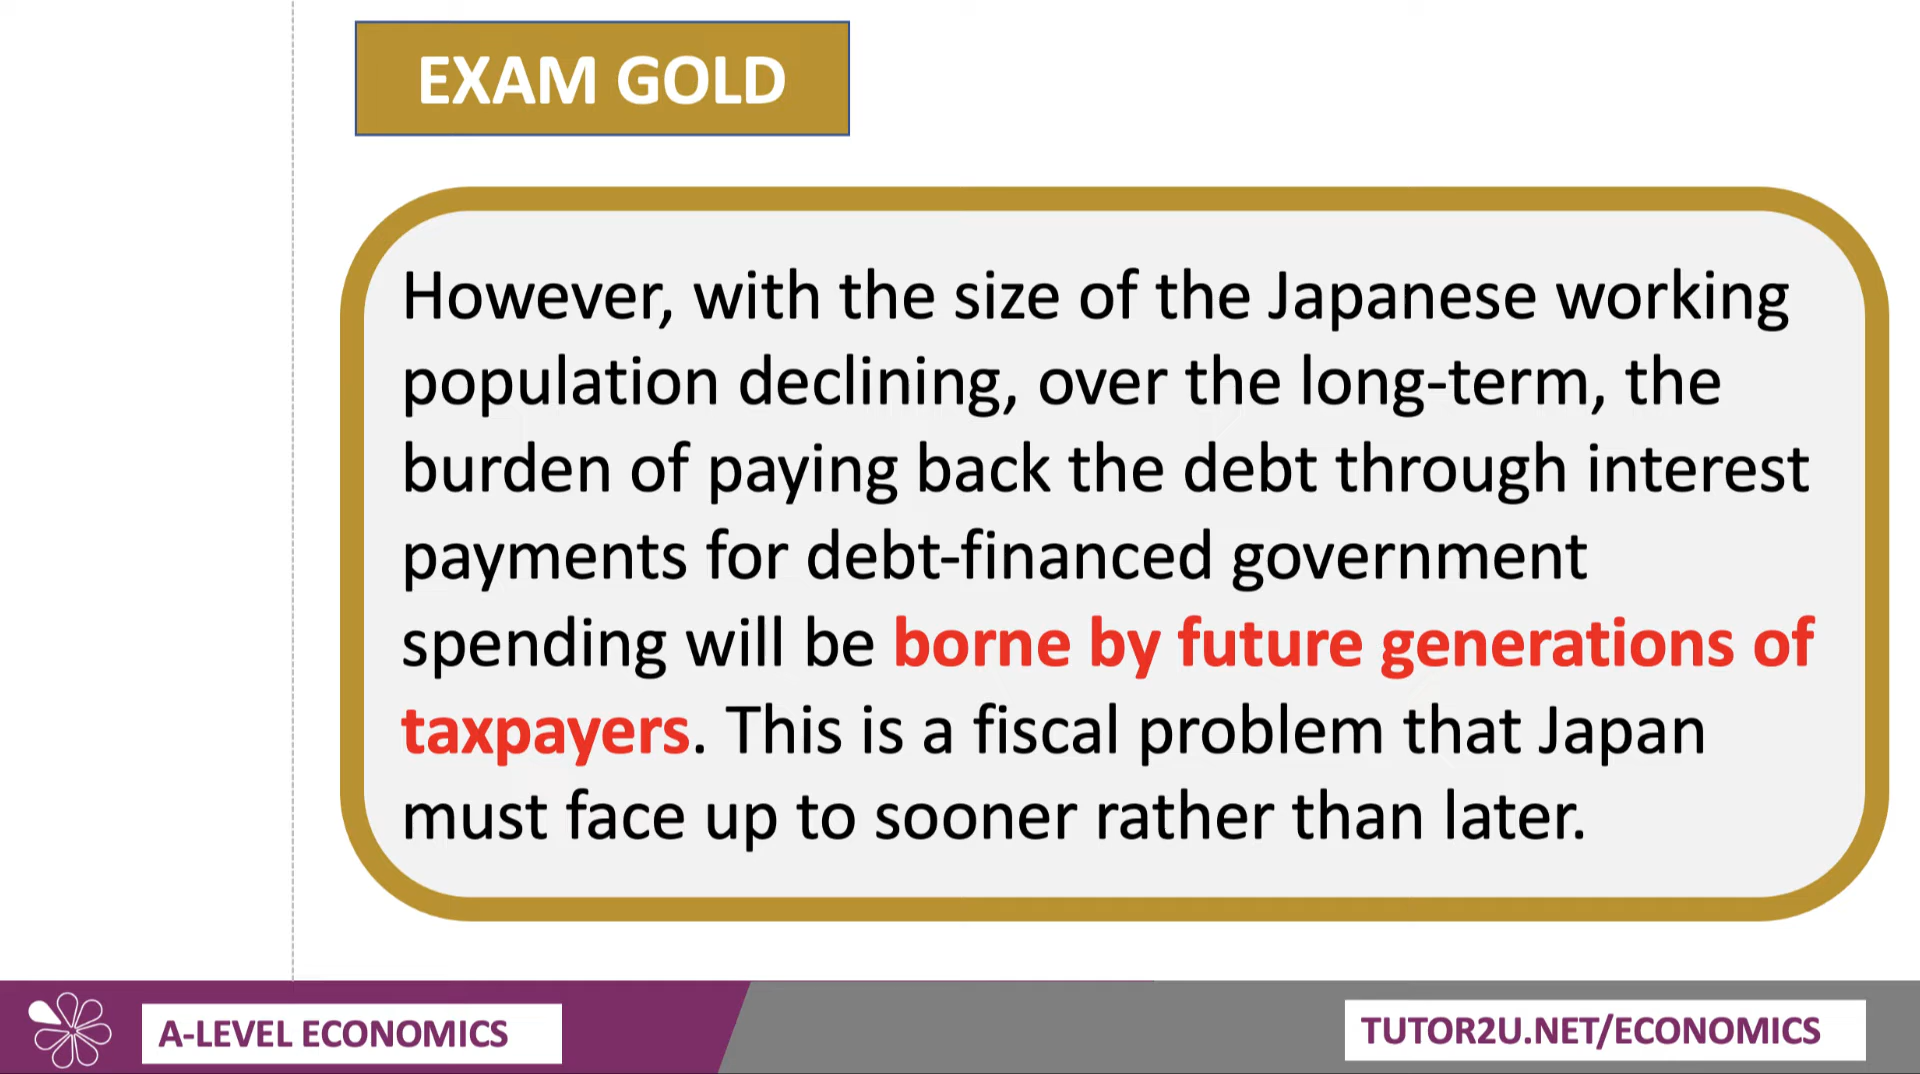 EXAM GOLD
However, with the size of the Japanese working
population declining, over the long-term, the
burden of paying back the debt through interest
payments for debt-financed government
spending will be borne by future generations of
taxpayers. This is a fiscal problem that Japan
must face up to sooner rather than later.
A-LEVEL ECONOMICS
TUTOR2U.NET/ECONOMICS